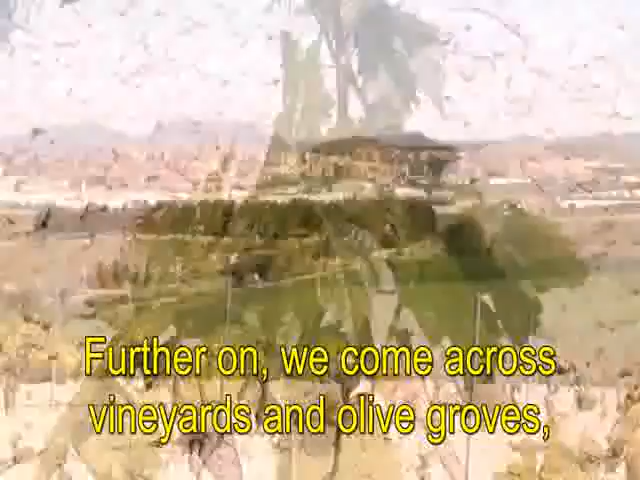 Further on, we come across
vineyards and olive groves,